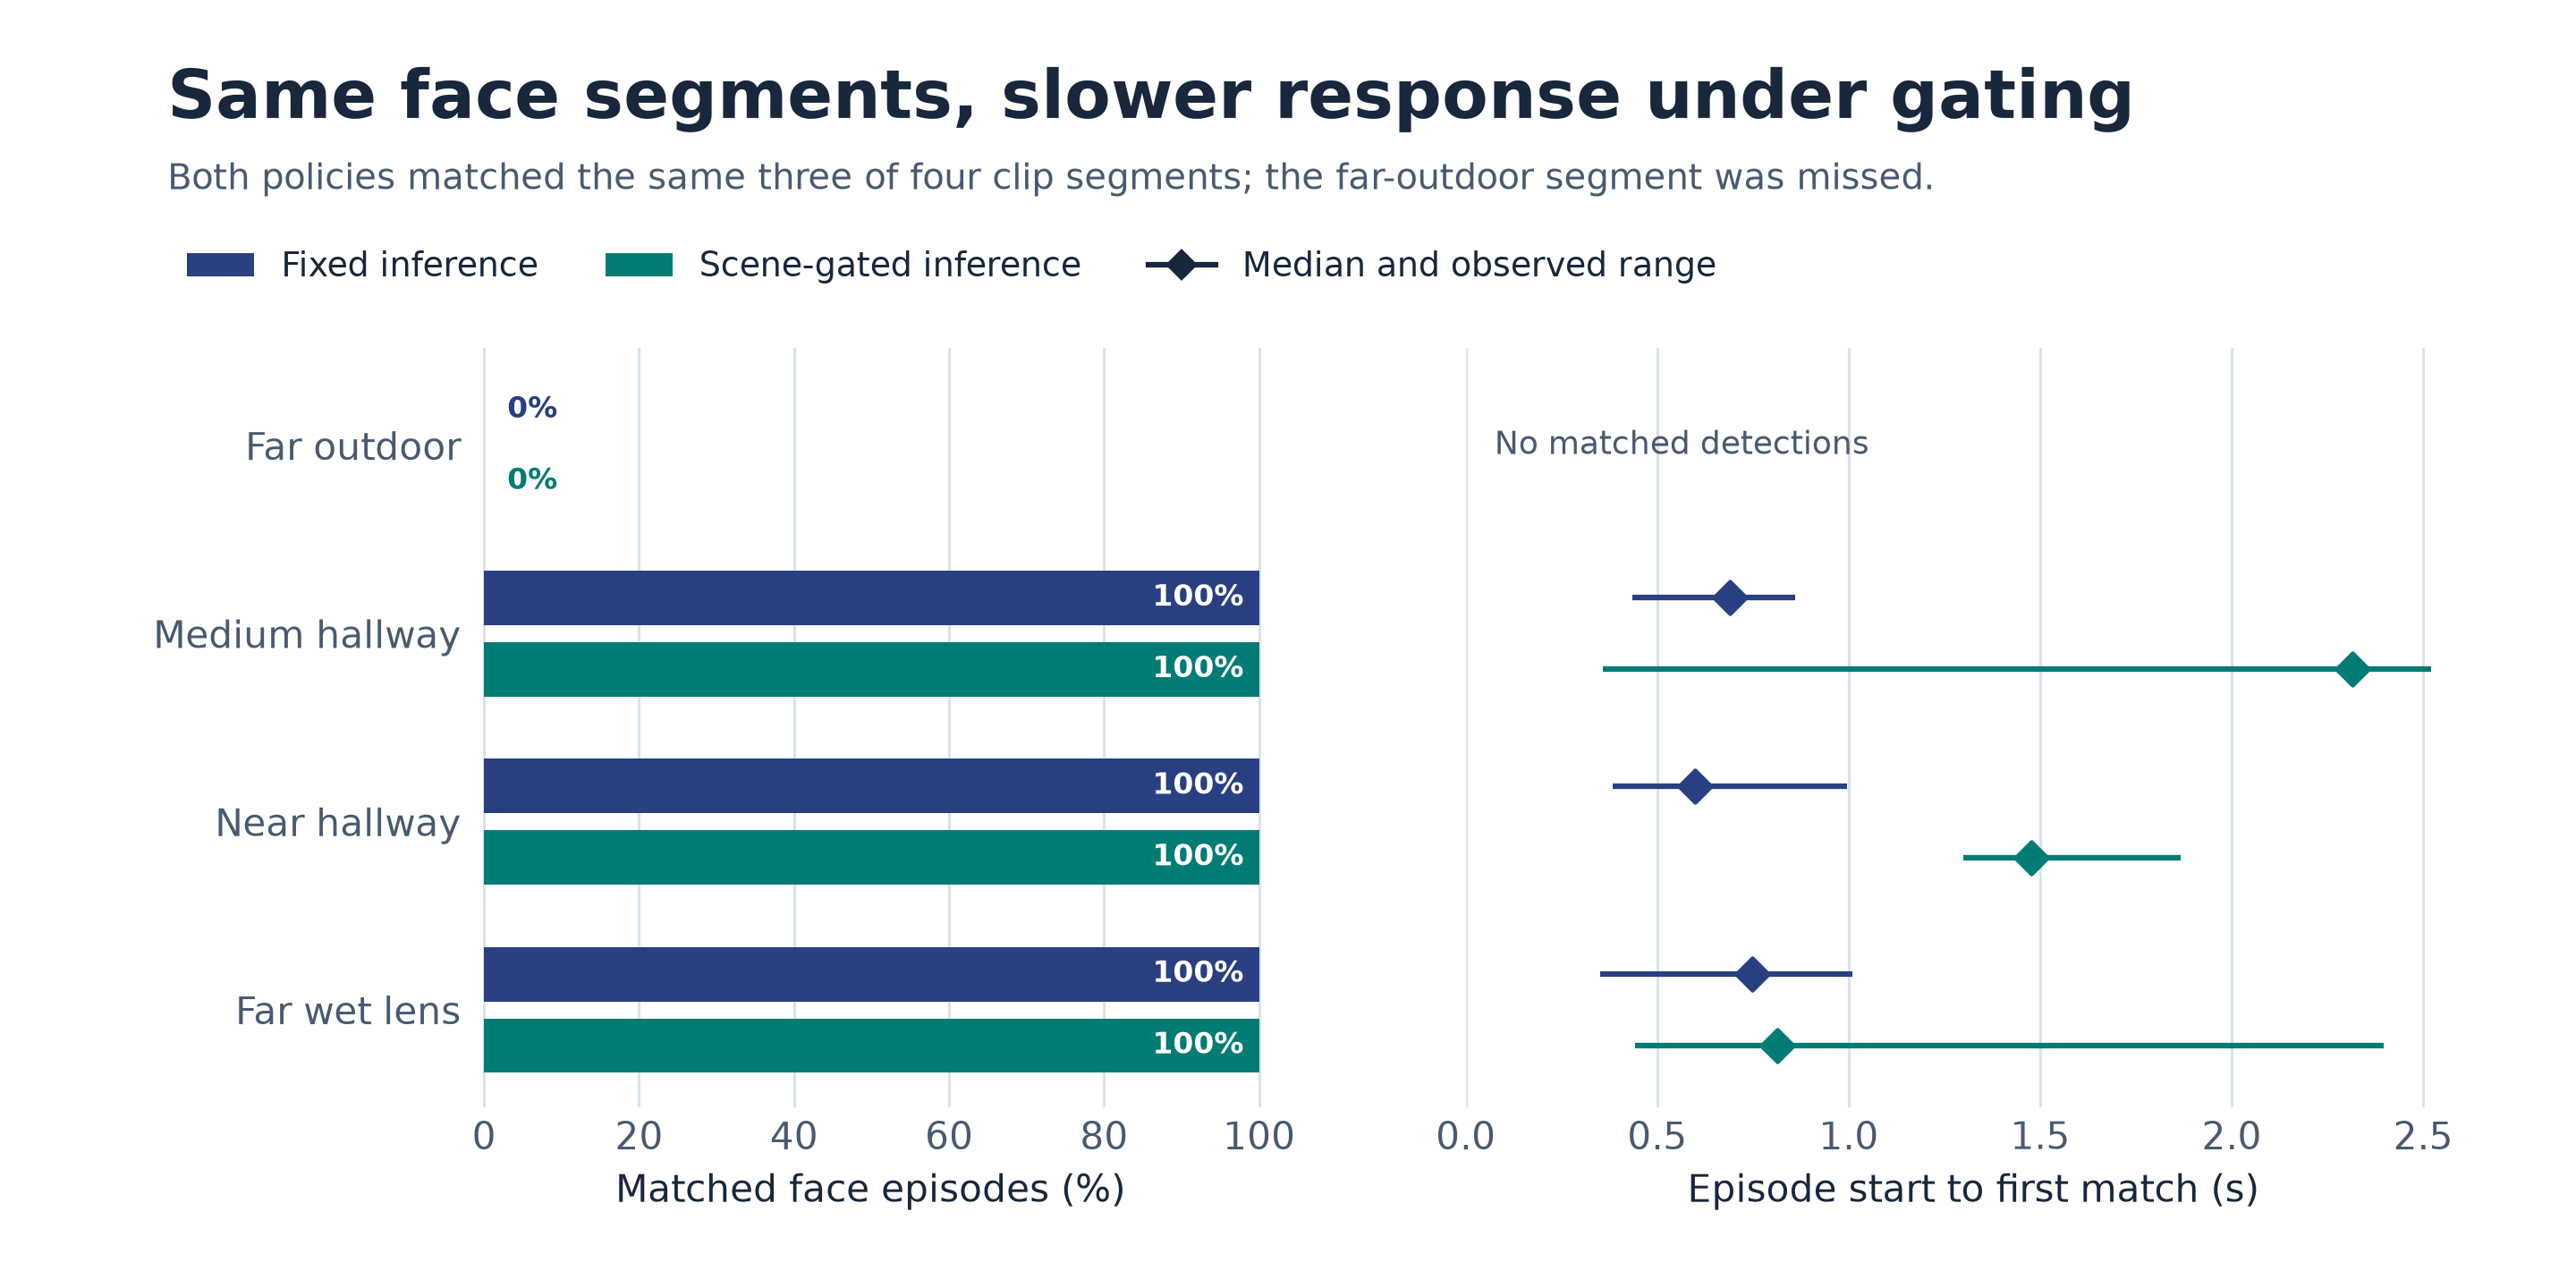 Same face segments, slower response under gating
Both policies matched the same three of four clip segments; the far-outdoor segment was missed.
Fixed inference
Scene-gated inference
Median and observed range
Far outdoor
0%
0%
No matched detections
Medium hallway
100%
100%
Near hallway
100%
100%
Far wet lens
100%
100%
0 20 40 60 80 100
Matched face episodes (%)
0.0 0.5 1.0 1.5 2.0 2.5
Episode start to first match (s)